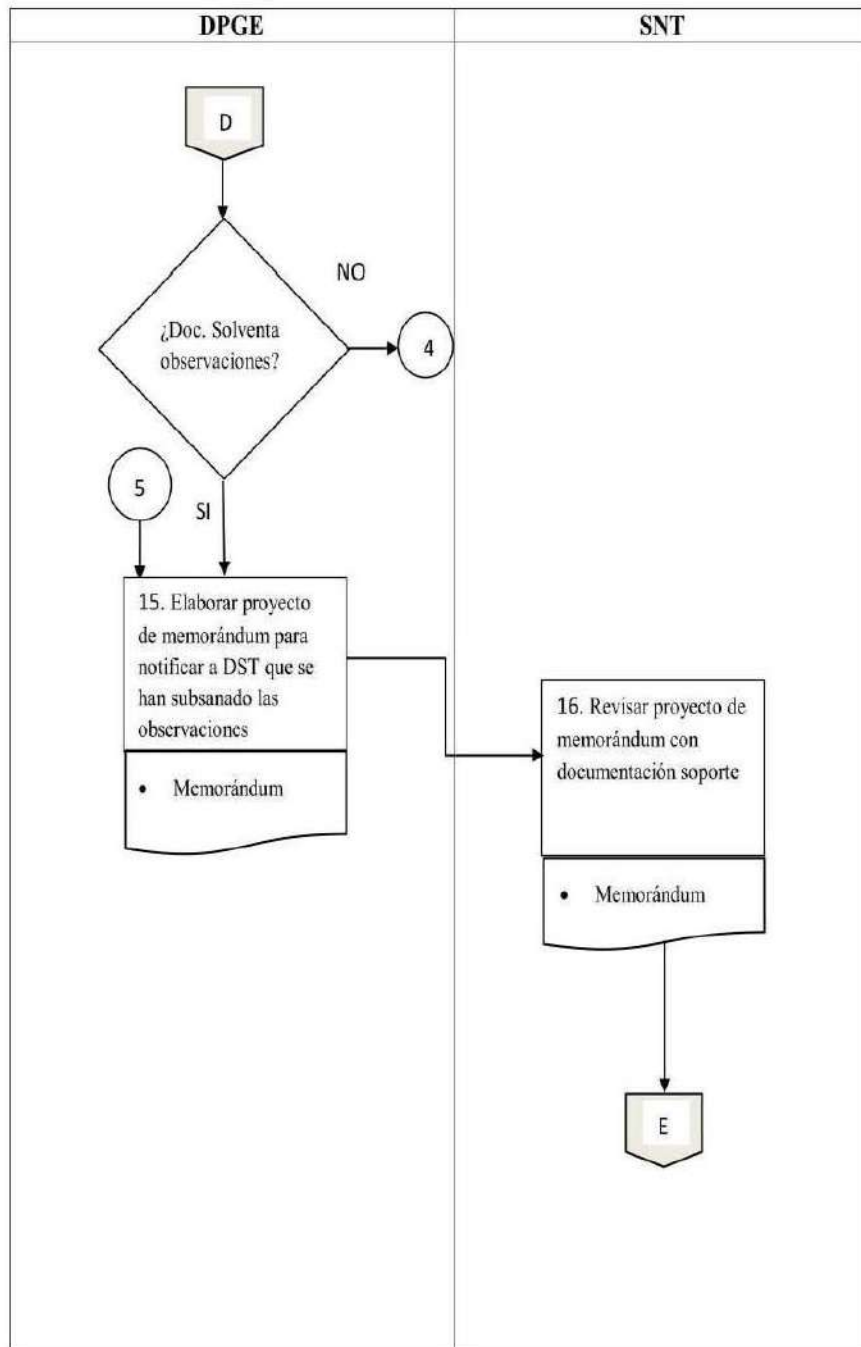 DPGE
SNT
D
NO
¿Doc. Solventa
observaciones?
4
5
SI
15. Elaborar proyecto
de memorándum para
notificar a DST que se
han subsanado las
observaciones
• Memorándum
16. Revisar proyecto de
memorándum con
documentación soporte
• Memorándum
E